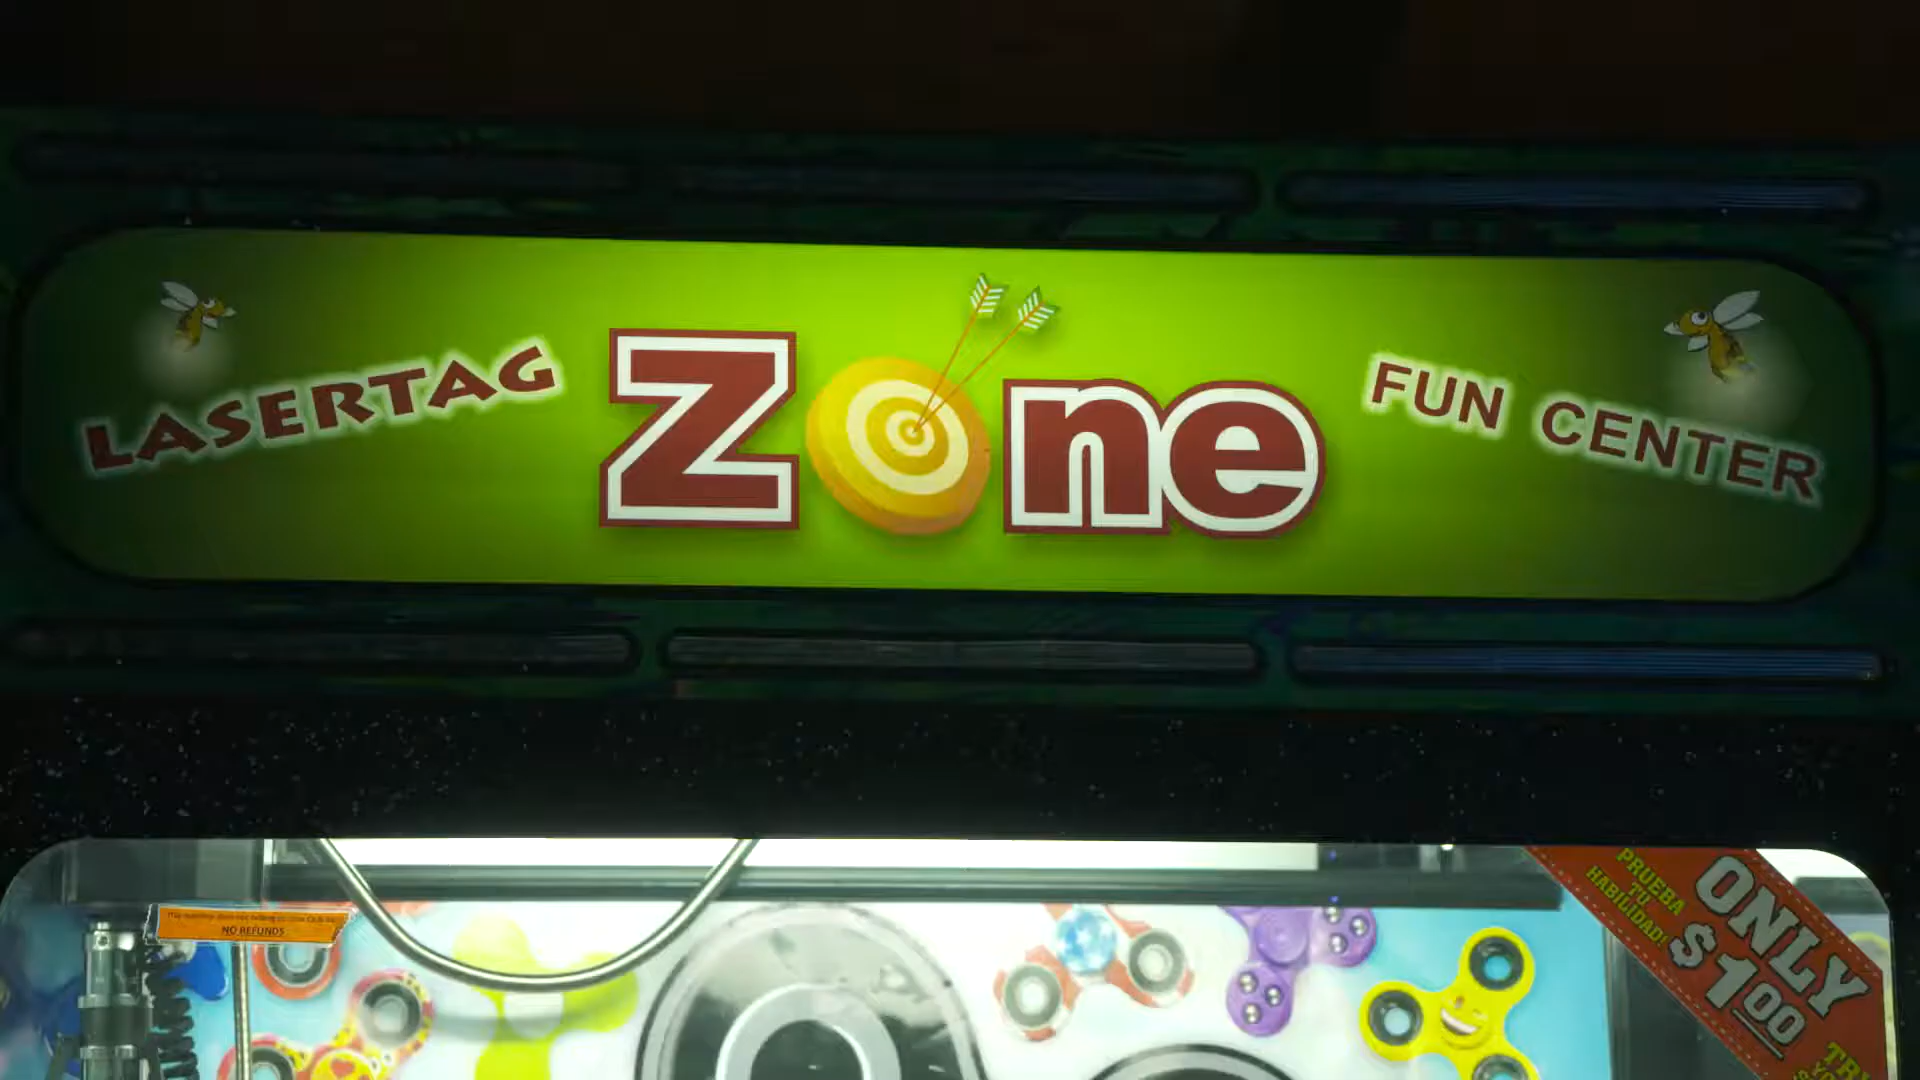 LASERTAG
Zone
FUN CENTER
NO REFUNDS
PRUEBA
TU
HABILIDAD!
ONLY
$1.00